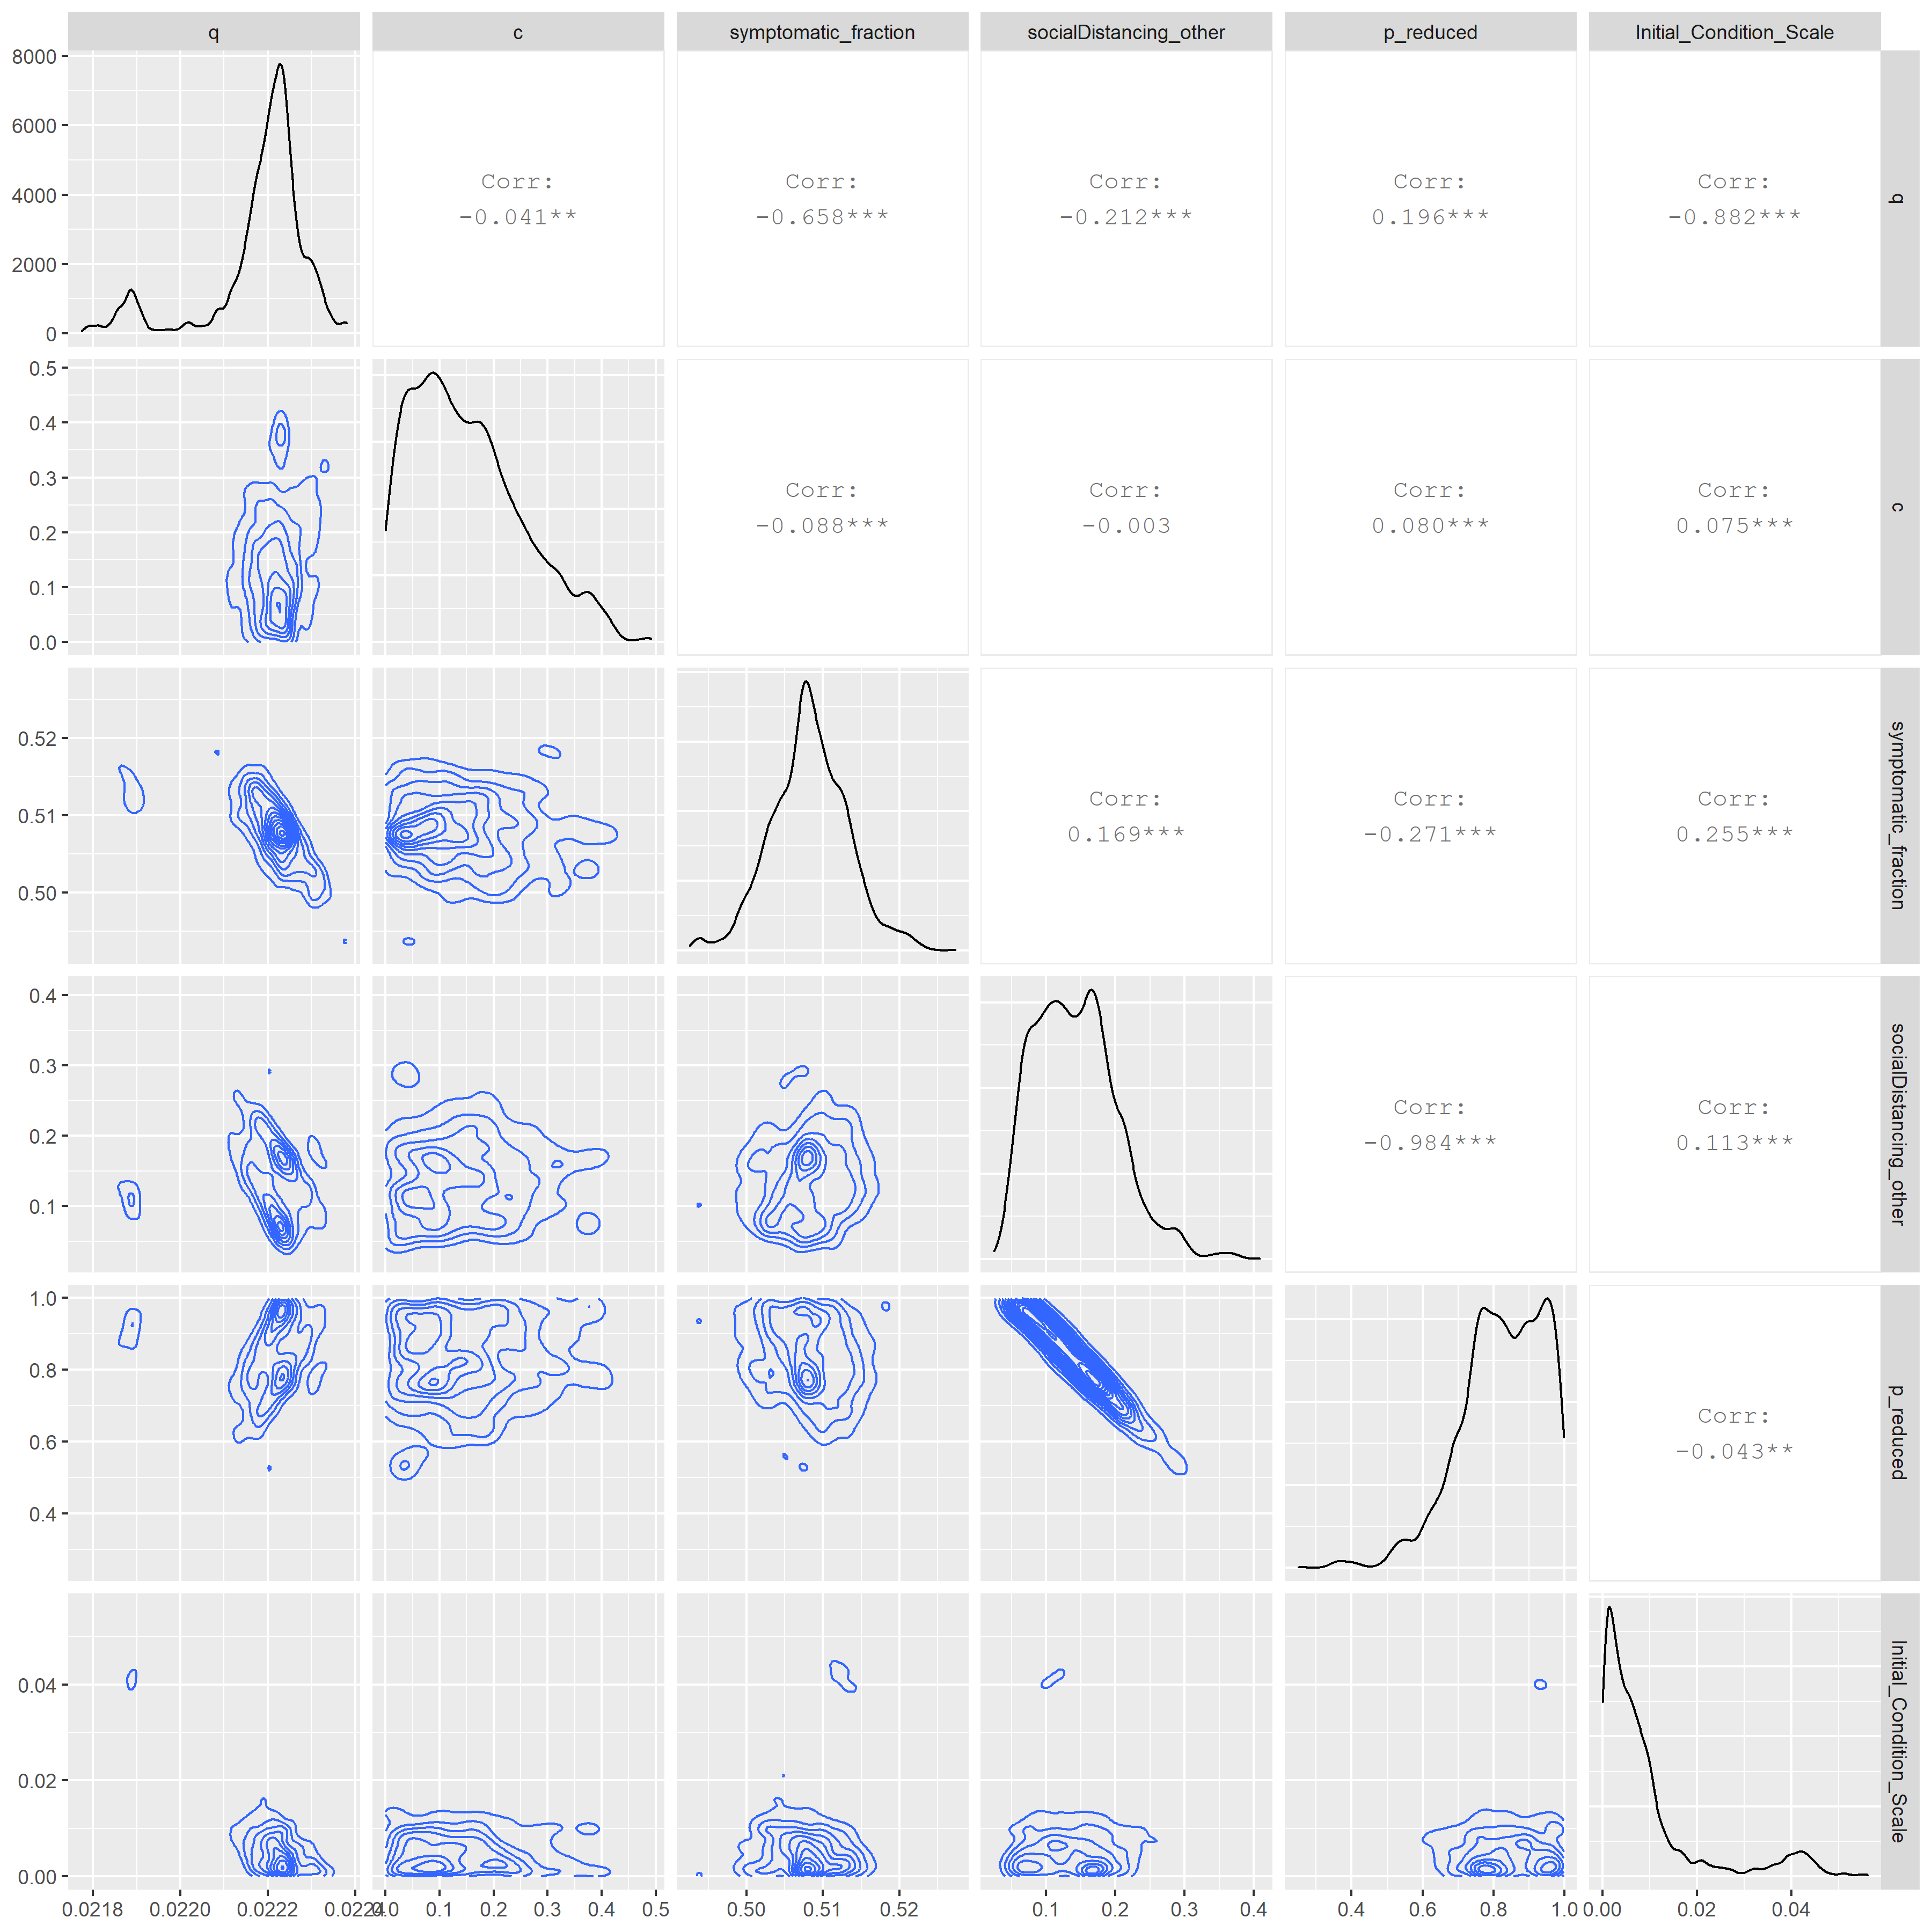 q c symptomatic_fraction socialDistancing_other p_reduced Initial_Condition_Scale
8000
6000
4000
2000
0
Corr:
-0.041**
Corr:
-0.658***
Corr:
-0.212***
Corr:
0.196***
Corr:
-0.882***
q
0.5
0.4
0.3
0.2
0.1
0.0
Corr:
-0.088***
Corr:
-0.003
Corr:
0.080***
Corr:
0.075***
c
0.52
0.51
0.50
Corr:
0.169***
Corr:
-0.271***
Corr:
0.255***
symptomatic_fraction
0.4
0.3
0.2
0.1
Corr:
-0.984***
Corr:
0.113***
socialDistancing_other
1.0
0.8
0.6
0.4
Corr:
-0.043**
p_reduced
0.04
0.02
0.00
Initial_Condition_Scale
0.0218 0.0220 0.0222 0.0224 0.0 0.1 0.2 0.3 0.4 0.5 0.50 0.51 0.52 0.1 0.2 0.3 0.4 0.4 0.6 0.8 1.0 0.00 0.02 0.04